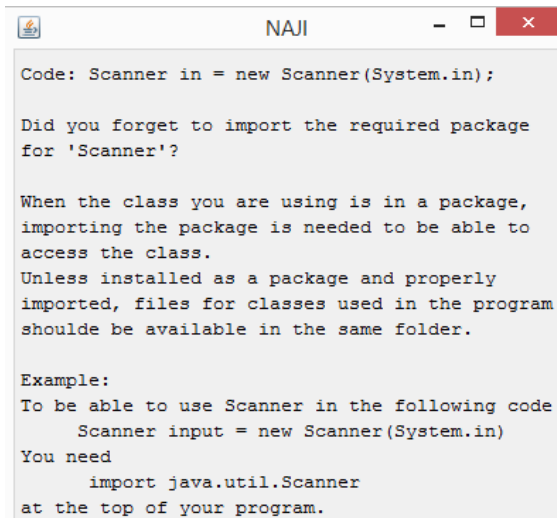 NAJI
Code: Scanner in = new Scanner(System.in);
Did you forget to import the required package
for 'Scanner'?
When the class you are using is in a package,
importing the package is needed to be able to
access the class.
Unless installed as a package and properly
imported, files for classes used in the program
shoulde be available in the same folder.
Example:
To be able to use Scanner in the following code
Scanner input = new Scanner(System.in)
You need
import java.util.Scanner
at the top of your program.